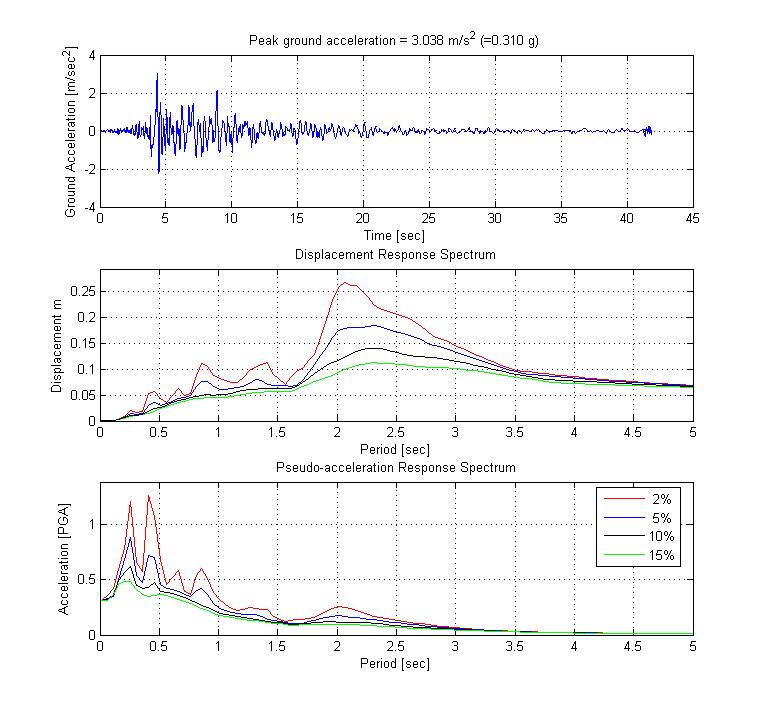 Peak ground acceleration = 3.038 m/s2 (=0.310 g)
Ground Acceleration [m/sec2]
4
2
0
-2
-4
0 5 10 15 20 25 30 35 40 45
Time [sec]
Displacement Response Spectrum
Displacement m
0.25
0.2
0.15
0.1
0.05
0
0 0.5 1 1.5 2 2.5 3 3.5 4 4.5 5
Period [sec]
Pseudo-acceleration Response Spectrum
Acceleration [PGA]
1
0.5
0
2%
5%
10%
15%
0 0.5 1 1.5 2 2.5 3 3.5 4 4.5 5
Period [sec]